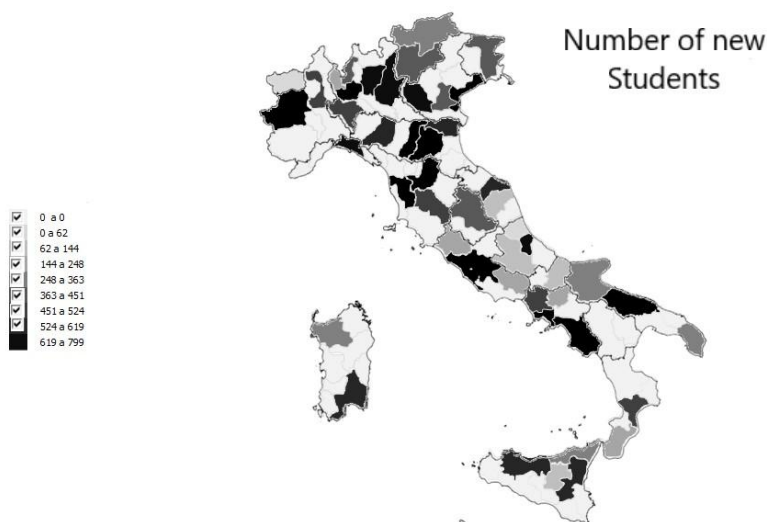 Number of new
Students
0 a 0
0 a 62
62 a 144
144 a 248
248 a 363
363 a 451
451 a 524
524 a 619
619 a 799